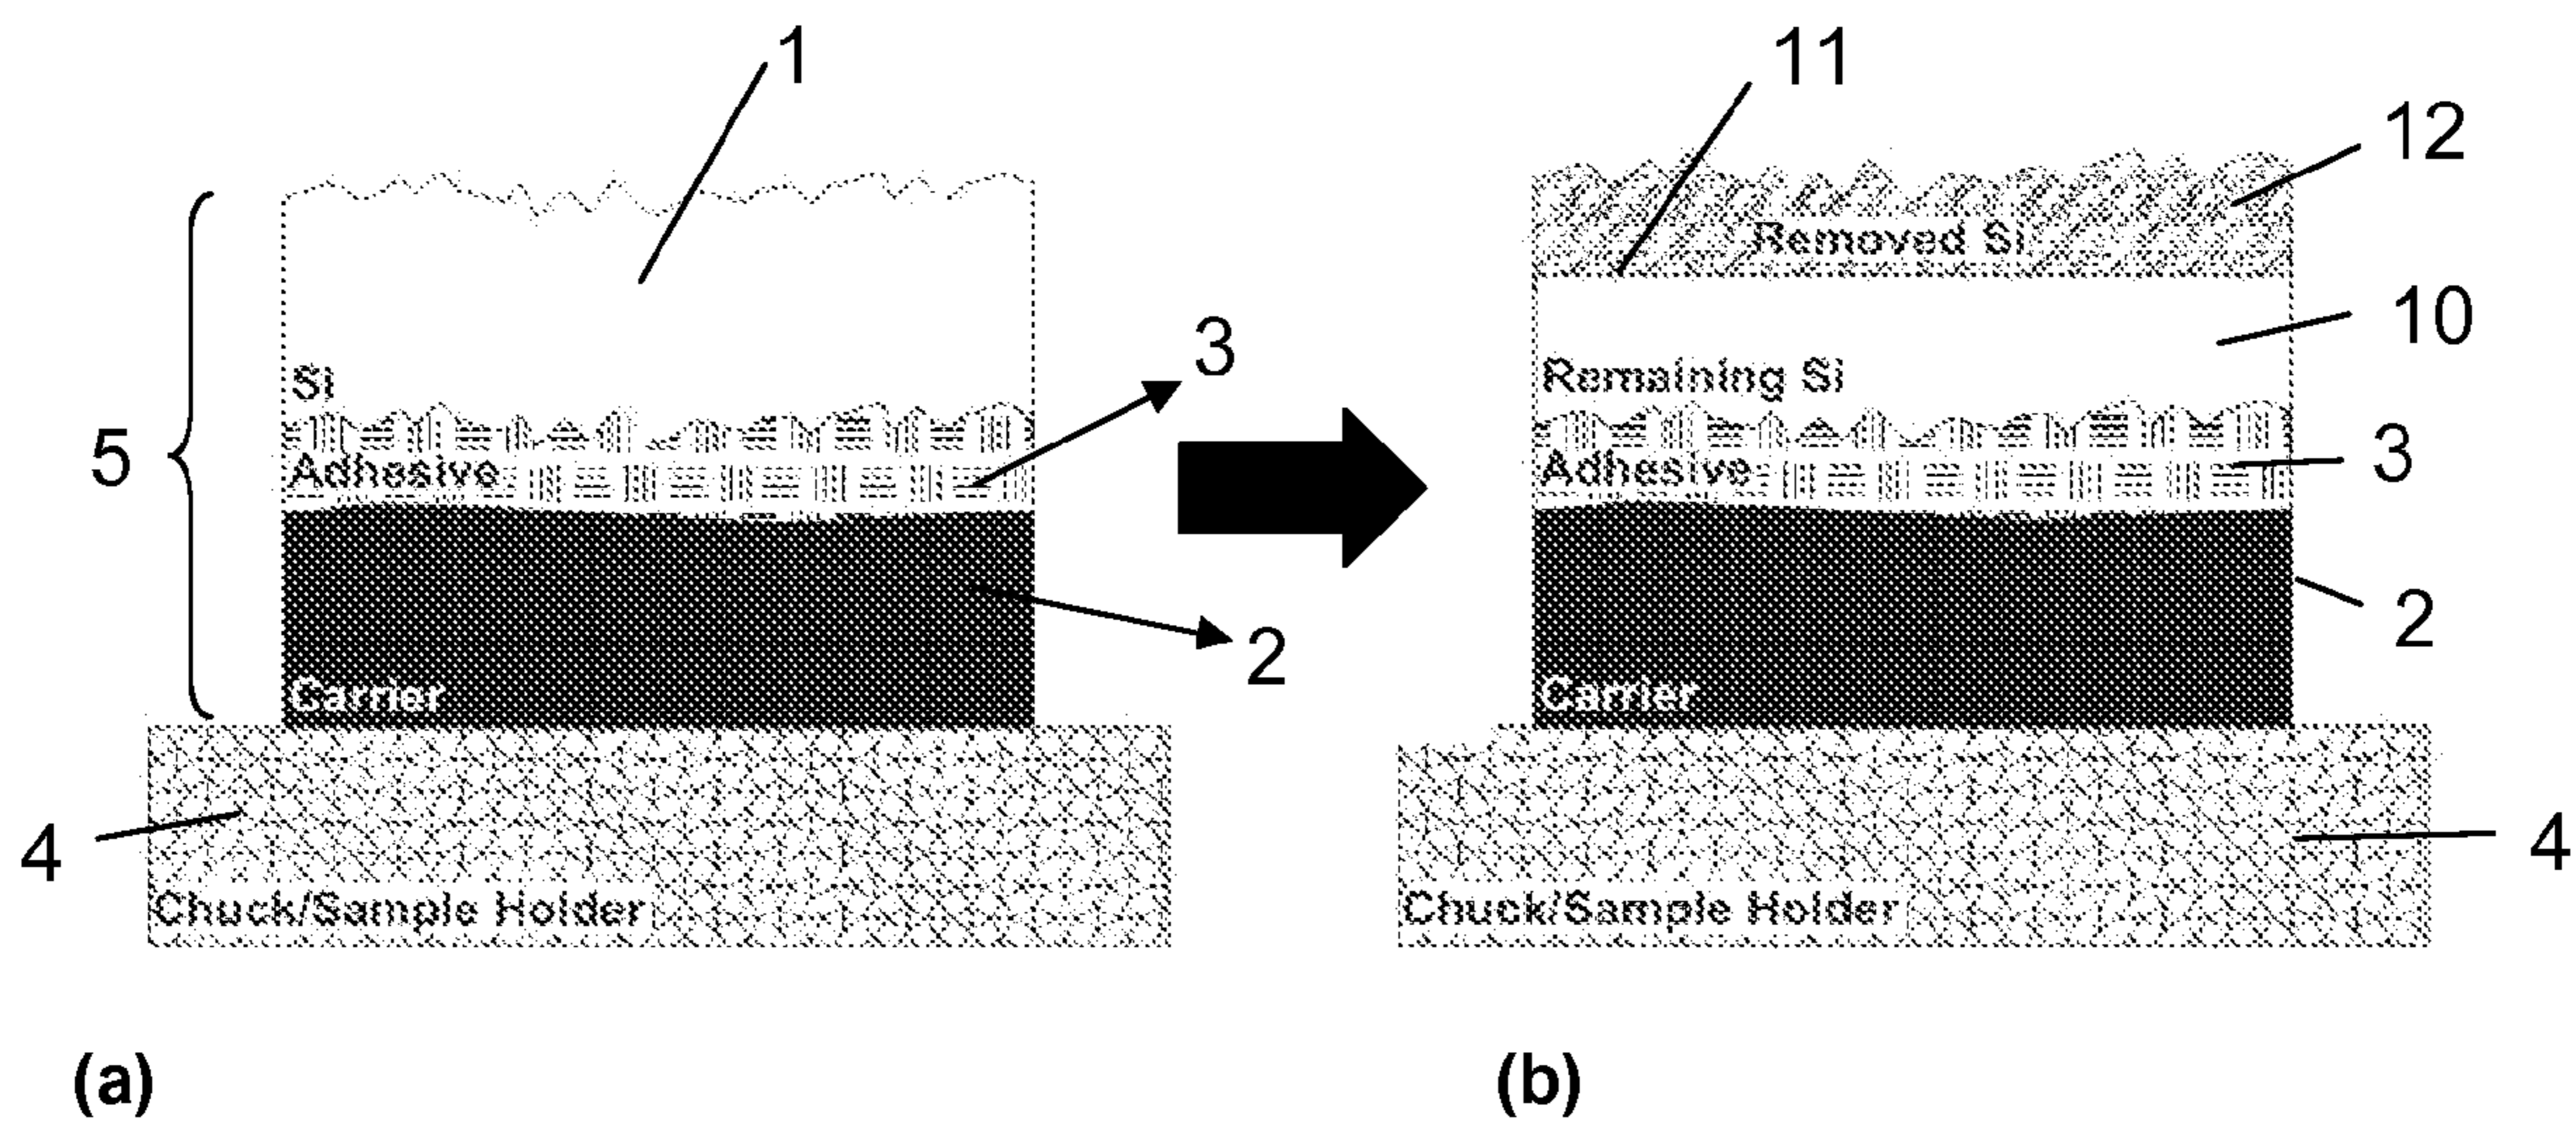 1
11
12
Removed Si
10
3
Si
Remaining Si
5
Adhesive
Adhesive
3
2
2
Carrier
Carrier
4
4
Chuck/Sample Holder
Chuck/Sample Holder
(a)
(b)